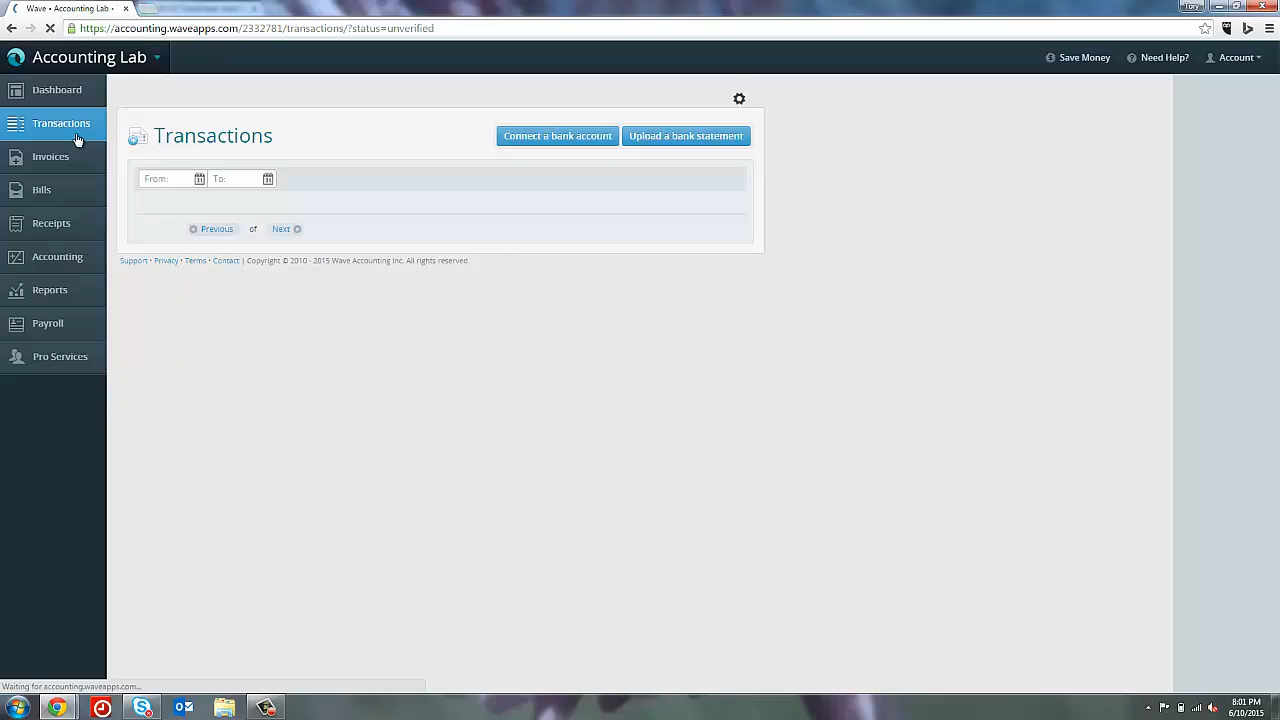 Wave • Accounting Lab •
Tory
https://accounting.waveapps.com/2332781/transactions/?status=unverified
Accounting Lab
Save Money
Need Help?
Account
Dashboard
Transactions
Invoices
Bills
Receipts
Accounting
Reports
Payroll
Pro Services
Transactions
Connect a bank account
Upload a bank statement
From:
31
To:
31
Previous of Next
Support • Privacy • Terms • Contact | Copyright © 2010 - 2015 Wave Accounting Inc. All rights reserved.
Waiting for accounting.waveapps.com...
8:01 PM
6/10/2015